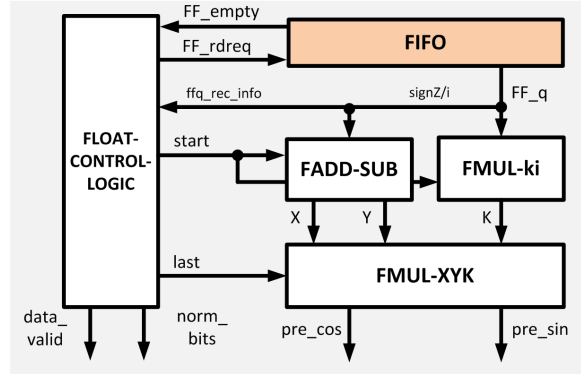 FF_empty
FIFO
FF_rdreq
ffq_rec_info
signZ/i
FF_q
FLOAT-
CONTROL-
LOGIC
start
FADD-SUB
FMUL-ki
X
Y
K
last
FMUL-XYK
data_
valid
norm_
bits
pre_cos
pre_sin